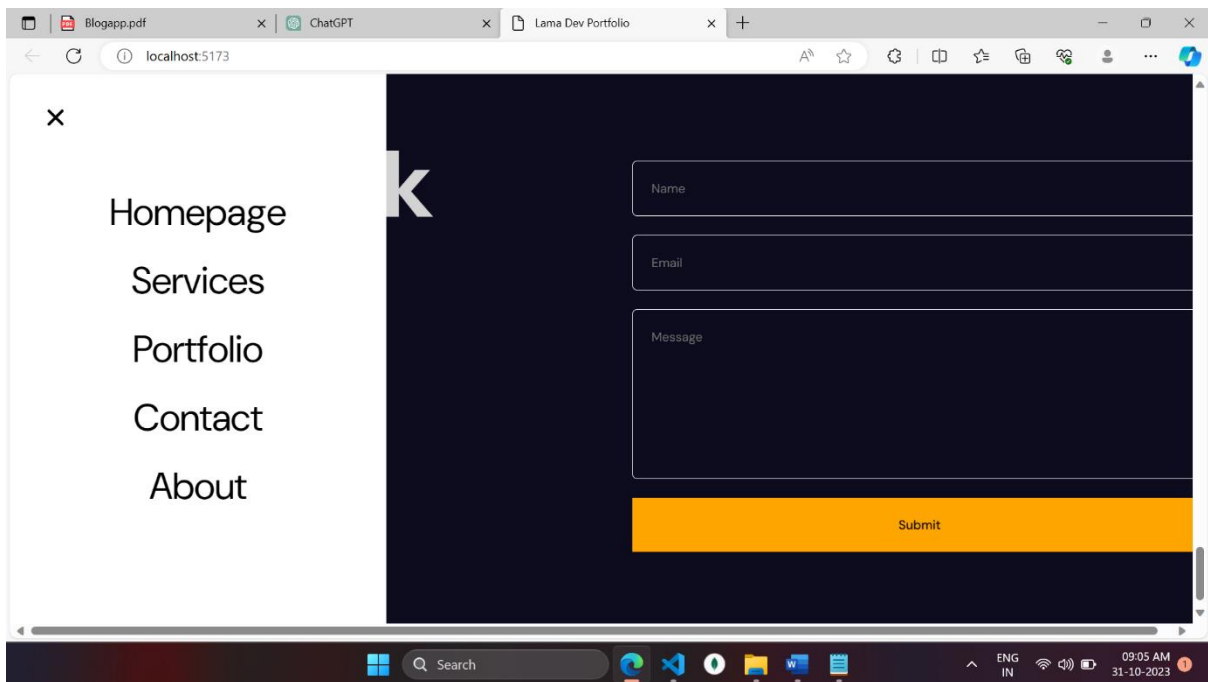 Blogapp.pdf
ChatGPT
Lama Dev Portfolio
localhost:5173
k
Homepage
Services
Portfolio
Contact
About
Name
Email
Message
Submit
Search
ENG
IN
09:05 AM
31-10-2023
1